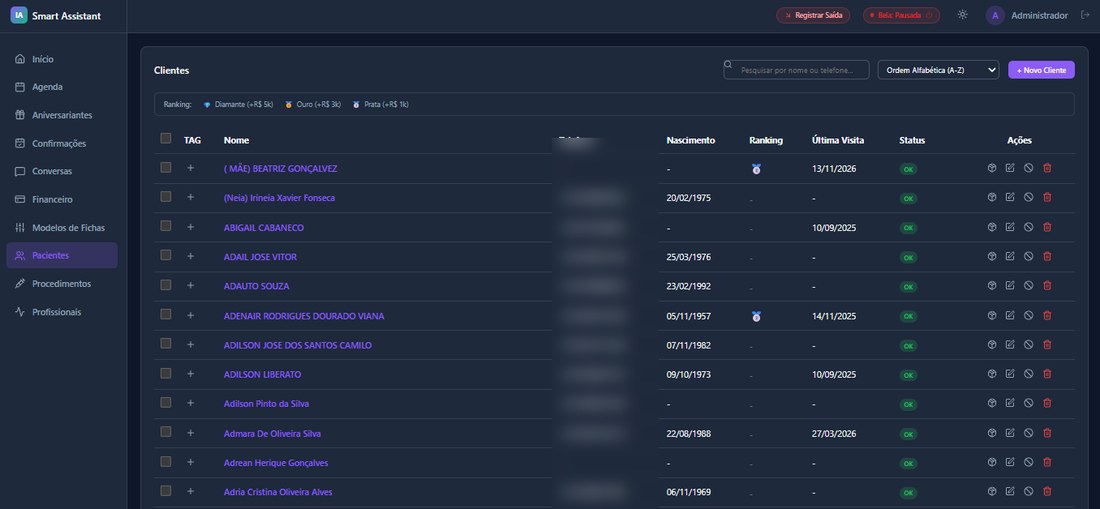 IA Smart Assistant
Registrar Saída
Bela: Pausada
A Administrador
Início
Agenda
Aniversariantes
Confirmações
Conversas
Financeiro
Modelos de Fichas
Pacientes
Procedimentos
Profissionais
Clientes
Pesquisar por nome ou telefone...
Ordem Alfabética (A-Z)
+ Novo Cliente
Ranking: Diamante (+R$ 5k) Ouro (+R$ 3k) Prata (+R$ 1k)
TAG Nome Nascimento Ranking Última Visita Status Ações
+ ( MÃE) BEATRIZ GONÇALVEZ - 13/11/2026 OK
+ (Neia) Irineia Xavier Fonseca 20/02/1975 - - OK
+ ABIGAIL CABANECO - - 10/09/2025 OK
+ ADAIL JOSE VITOR 25/03/1976 - - OK
+ ADAUTO SOUZA 23/02/1992 - - OK
+ ADENAIR RODRIGUES DOURADO VIANA 05/11/1957 14/11/2025 OK
+ ADILSON JOSE DOS SANTOS CAMILO 07/11/1982 - - OK
+ ADILSON LIBERATO 09/10/1973 - 10/09/2025 OK
+ Adilson Pinto da Silva - - - OK
+ Admara De Oliveira Silva 22/08/1988 - 27/03/2026 OK
+ Adrean Herique Gonçalves - - - OK
+ Adria Cristina Oliveira Alves 06/11/1969 - - OK